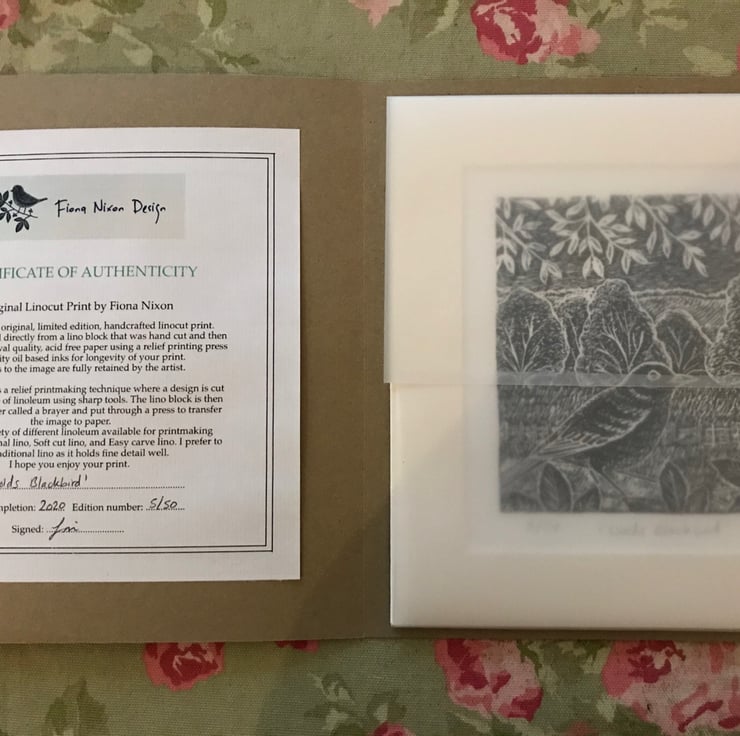 Fiona Nixon Design
IFICATE OF AUTHENTICITY
ginal Linocut Print by Fiona Nixon
original, limited edition, handcrafted linocut print.
directly from a lino block that was hand cut and then
val quality, acid free paper using a relief printing press
ity oil based inks for longevity of your print.
s to the image are fully retained by the artist.
s a relief printmaking technique where a design is cut
of linoleum using sharp tools. The lino block is then
er called a brayer and put through a press to transfer
the image to paper.
ety of different linoleum available for printmaking
nal lino, Soft cut lino, and Easy carve lino. I prefer to
aditional lino as it holds fine detail well.
I hope you enjoy your print.
olds Blackbird'
mpletion: 2020 Edition number: 5/50
Signed: